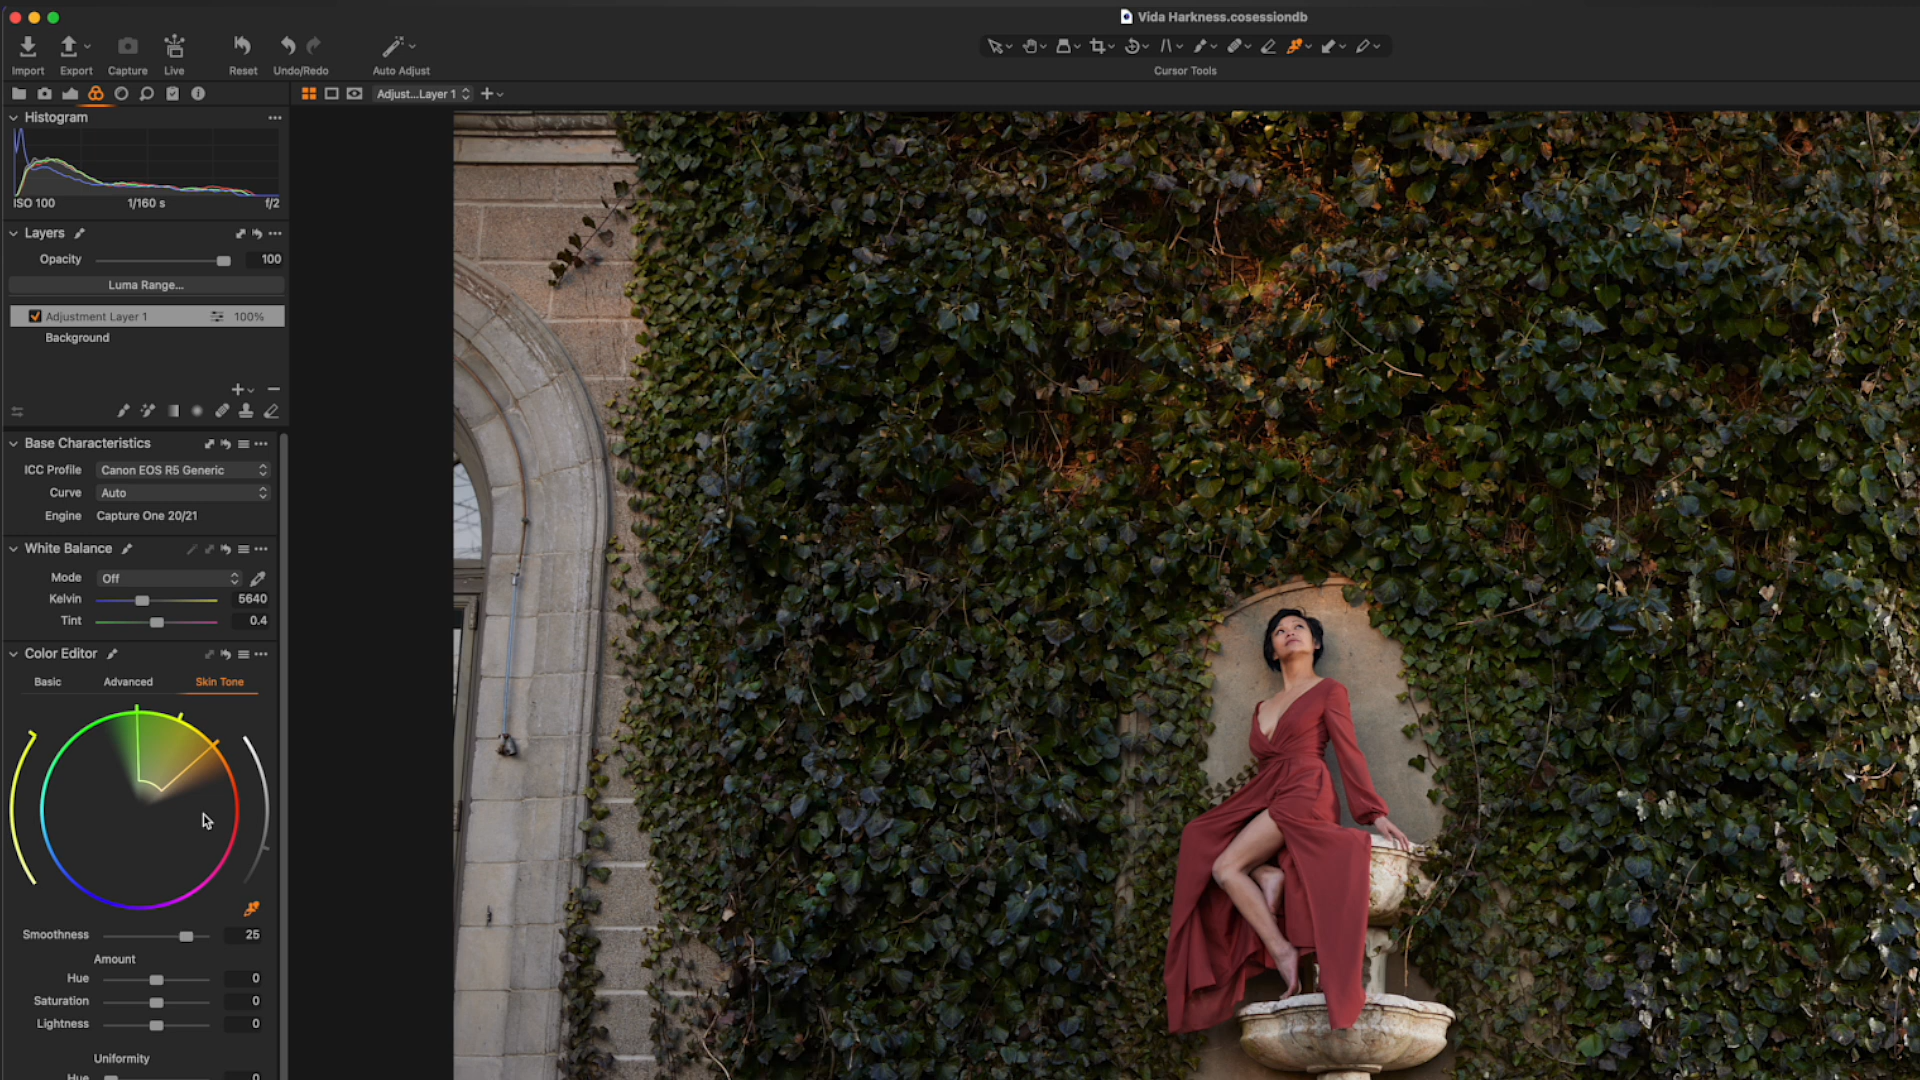 Vida Harkness.cosessiondb
Import Export Capture Live Reset Undo/Redo Auto Adjust Cursor Tools
Adjust...Layer 1
Histogram
ISO 100 1/160 s f/2
Layers
Opacity 100
Luma Range...
Adjustment Layer 1 100%
Background
Base Characteristics
ICC Profile Canon EOS R5 Generic
Curve Auto
Engine Capture One 20/21
White Balance
Mode Off
Kelvin 5640
Tint 0.4
Color Editor
Basic Advanced Skin Tone
Smoothness 25
Amount
Hue 0
Saturation 0
Lightness 0
Uniformity
Hue 0